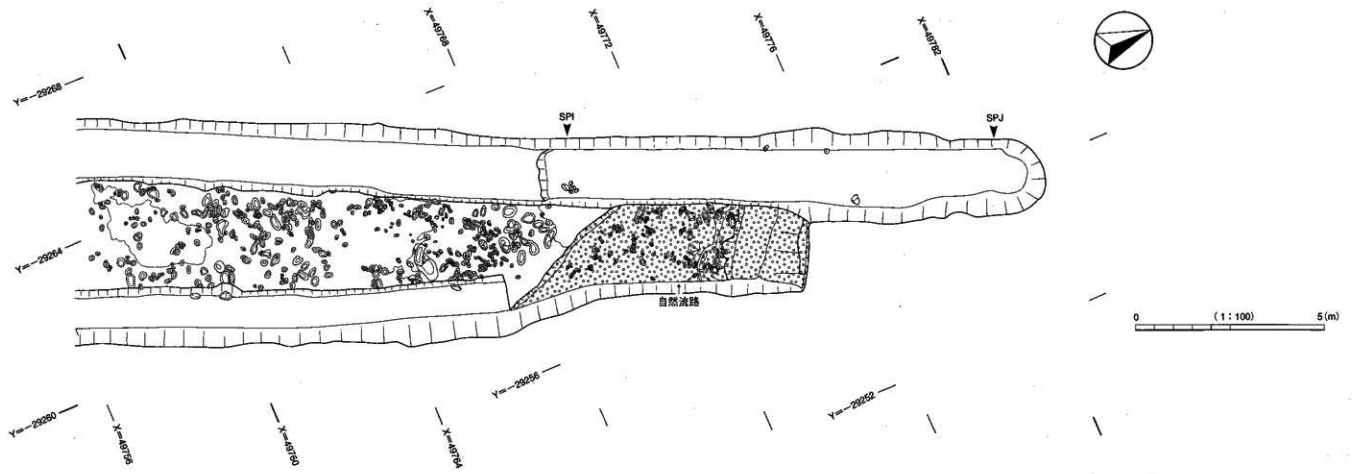 X=49768
X=49772
X=49776
X=49782
Y=-29268
SPI
SPJ
Y=-29264
自然流路
0 (1:100) 5(m)
Y=-29256
Y=-29252
Y=-29260
X=49756
X=49760
X=49764